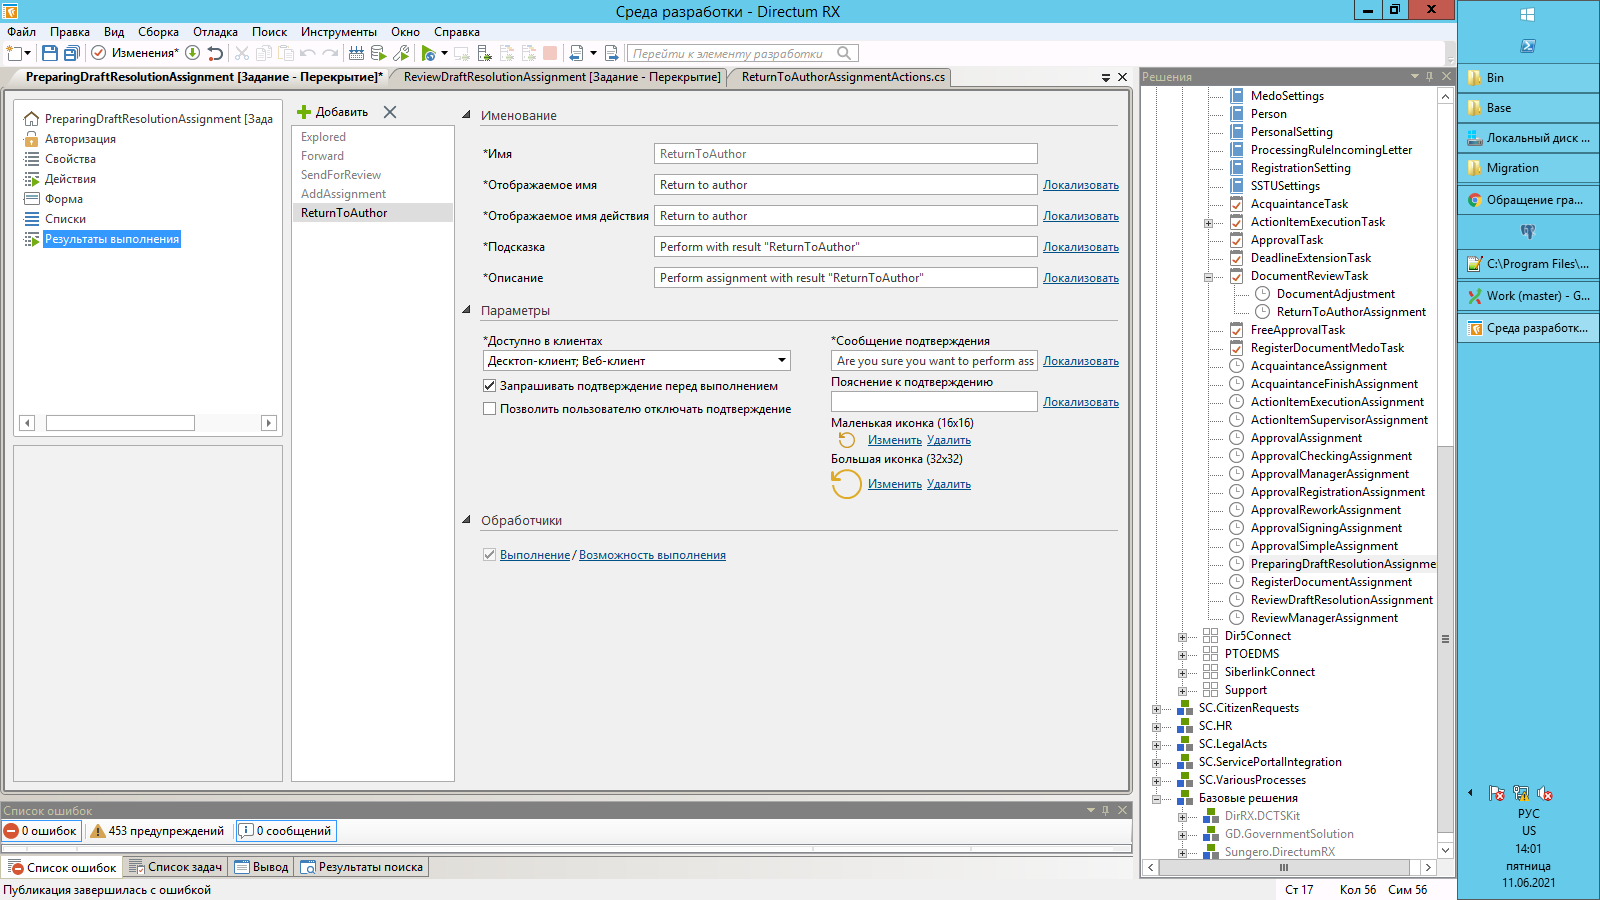 Среда разработки - Directum RX
Файл Правка Вид Сборка Отладка Поиск Инструменты Окно Справка
Изменения* Перейти к элементу разработки
PreparingDraftResolutionAssignment [Задание - Перекрытие]* ReviewDraftResolutionAssignment [Задание - Перекрытие] ReturnToAuthorAssignmentActions.cs
PreparingDraftResolutionAssignment [Зада
Авторизация
Свойства
Действия
Форма
Списки
Результаты выполнения
Добавить
Explored
Forward
SendForReview
AddAssignment
ReturnToAuthor
Именование
*Имя ReturnToAuthor
*Отображаемое имя Return to author Локализовать
*Отображаемое имя действия Return to author Локализовать
*Подсказка Perform with result "ReturnToAuthor" Локализовать
*Описание Perform assignment with result "ReturnToAuthor" Локализовать
Параметры
*Доступно в клиентах
Десктоп-клиент; Веб-клиент
Запрашивать подтверждение перед выполнением
Позволить пользователю отключать подтверждение
*Сообщение подтверждения
Are you sure you want to perform ass Локализовать
Пояснение к подтверждению
Локализовать
Маленькая иконка (16x16)
Изменить Удалить
Большая иконка (32x32)
Изменить Удалить
Обработчики
Выполнение / Возможность выполнения
Решения
MedoSettings
Person
PersonalSetting
ProcessingRuleIncomingLetter
RegistrationSetting
SSTUSettings
AcquaintanceTask
ActionItemExecutionTask
ApprovalTask
DeadlineExtensionTask
DocumentReviewTask
DocumentAdjustment
ReturnToAuthorAssignment
FreeApprovalTask
RegisterDocumentMedoTask
AcquaintanceAssignment
AcquaintanceFinishAssignment
ActionItemExecutionAssignment
ActionItemSupervisorAssignment
ApprovalAssignment
ApprovalCheckingAssignment
ApprovalManagerAssignment
ApprovalRegistrationAssignment
ApprovalReworkAssignment
ApprovalSigningAssignment
ApprovalSimpleAssignment
PreparingDraftResolutionAssignme
RegisterDocumentAssignment
ReviewDraftResolutionAssignment
ReviewManagerAssignment
Dir5Connect
PTOEDMS
SiberlinkConnect
Support
SC.CitizenRequests
SC.HR
SC.LegalActs
SC.ServicePortalIntegration
SC.VariousProcesses
Базовые решения
DirRX.DCTSKit
GD.GovernmentSolution
Sungero.DirectumRX
Список ошибок
0 ошибок 453 предупреждений 0 сообщений
Список ошибок Список задач Вывод Результаты поиска
Публикация завершилась с ошибкой Ст 17 Кол 56 Сим 56
Bin
Base
Локальный диск ...
Migration
Обращение гра...
C:\Program Files\...
Work (master) - G...
Среда разработк...
РУС
US
14:01
пятница
11.06.2021